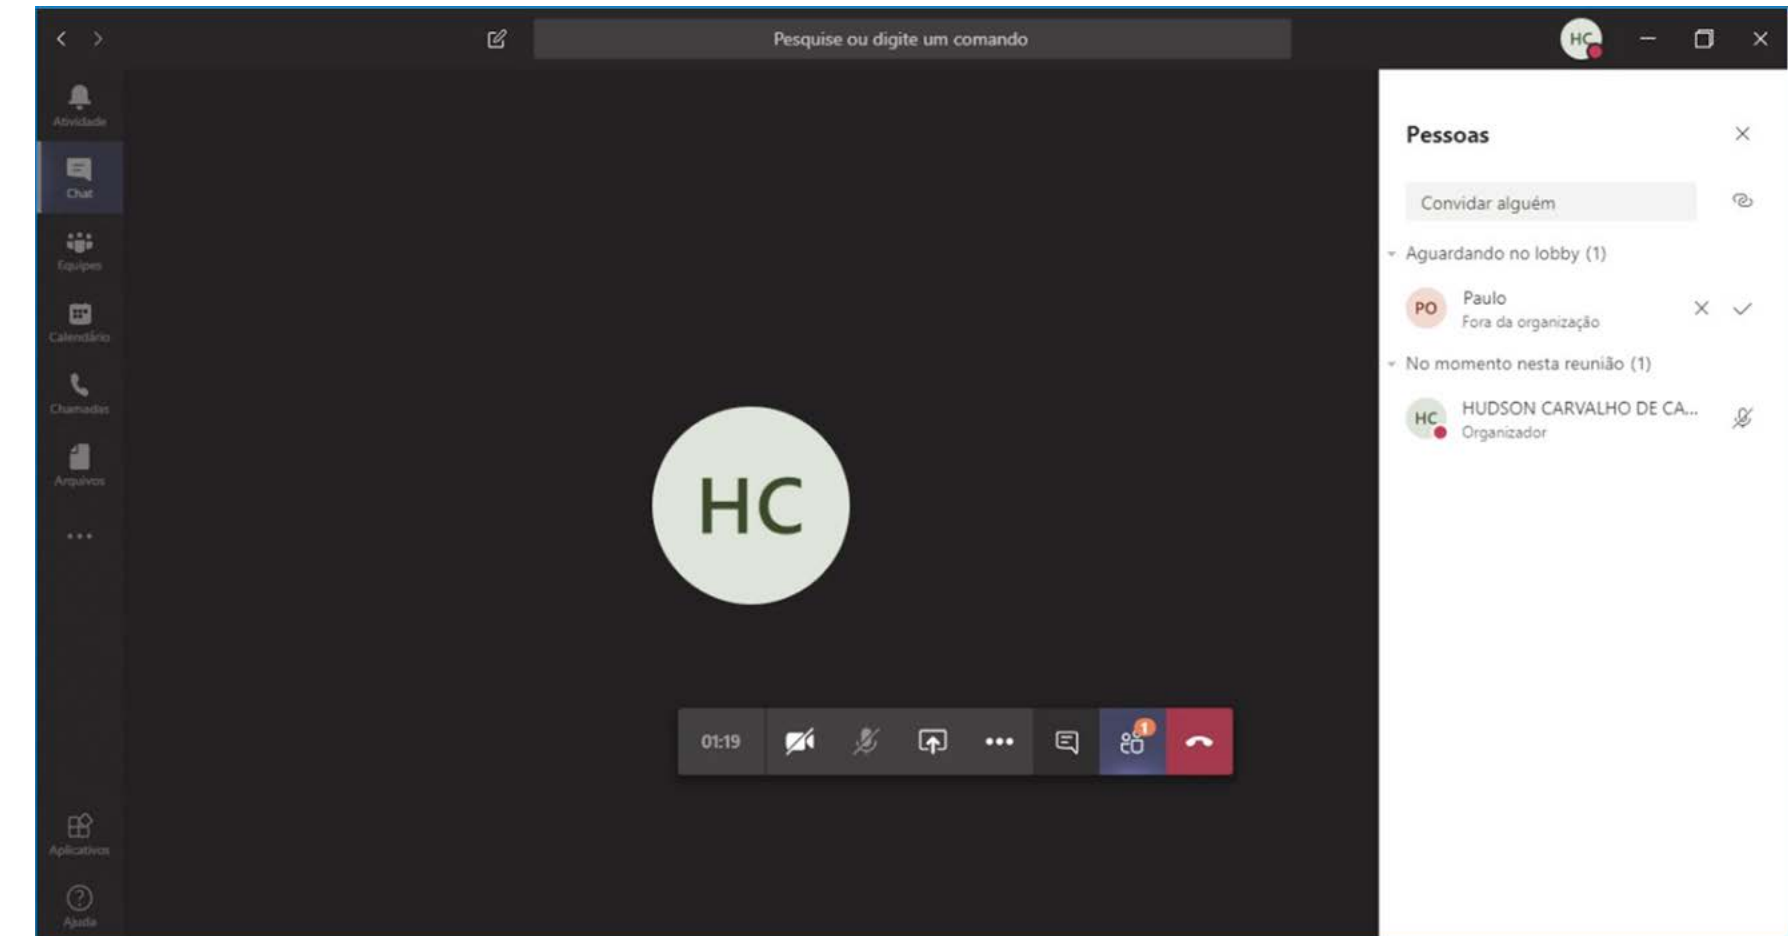 Pesquise ou digite um comando
HC
Atividade
Chat
Equipes
Calendário
Chamadas
Arquivos
Aplicativos
Ajuda
HC
01:19
1
Pessoas
Convidar alguém
Aguardando no lobby (1)
PO
Paulo
Fora da organização
No momento nesta reunião (1)
HC
HUDSON CARVALHO DE CA...
Organizador